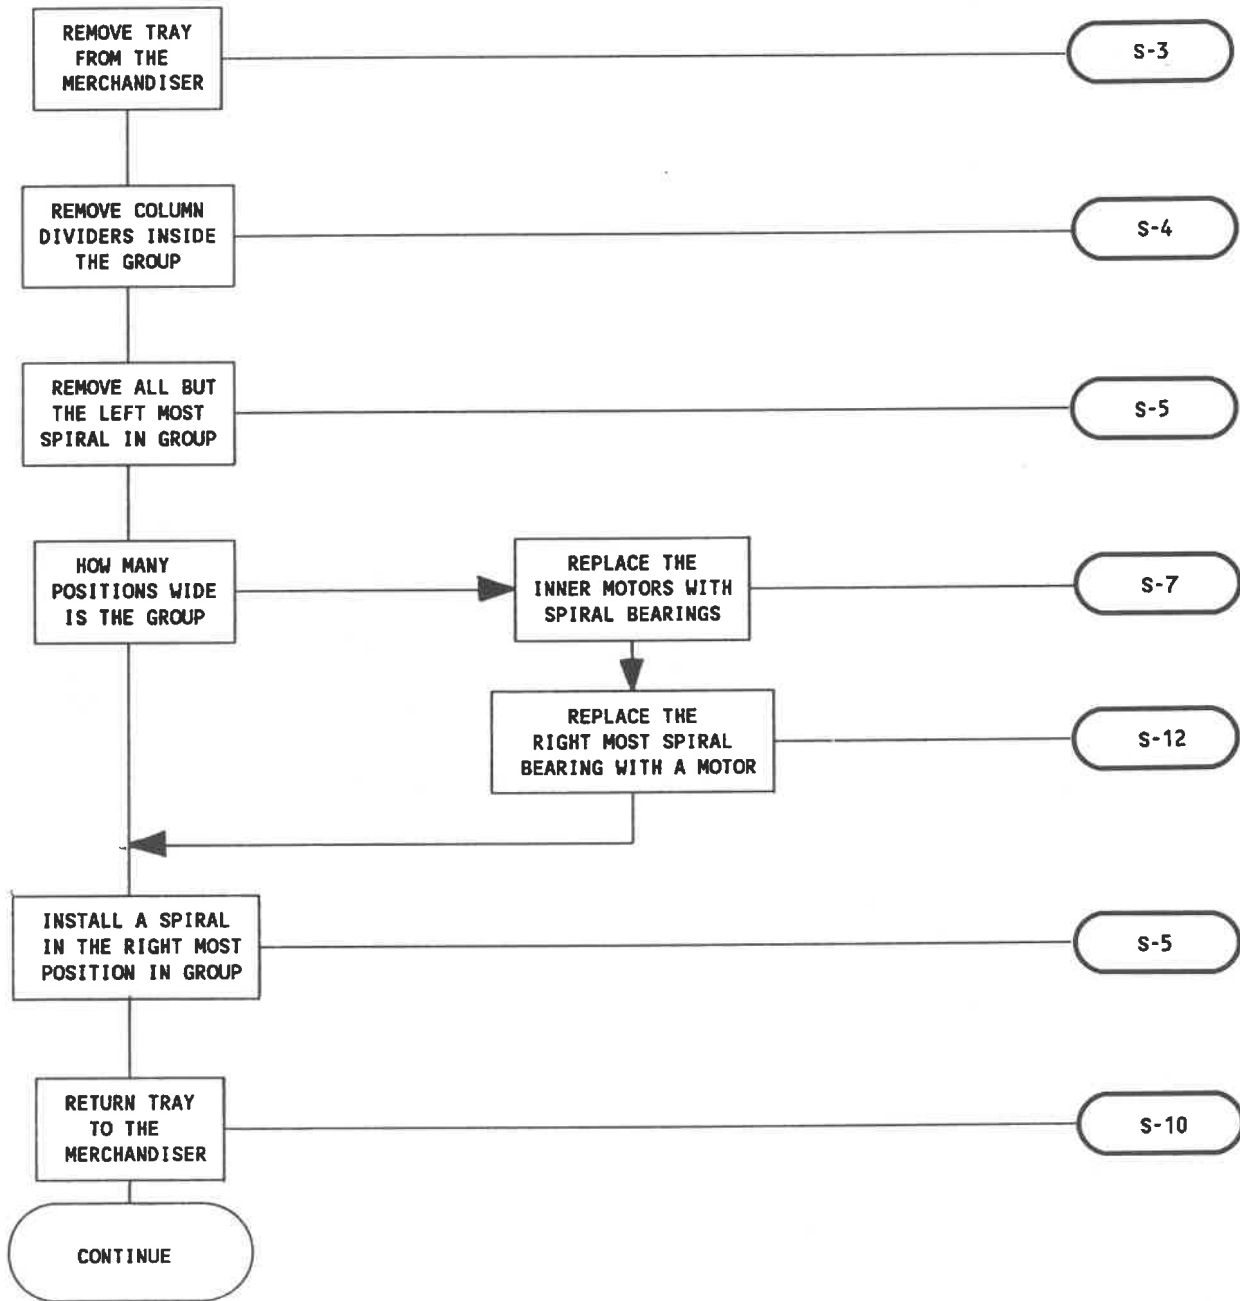 REMOVE TRAY
FROM THE
MERCHANDISER
S-3
REMOVE COLUMN
DIVIDERS INSIDE
THE GROUP
S-4
REMOVE ALL BUT
THE LEFT MOST
SPIRAL IN GROUP
S-5
HOW MANY
POSITIONS WIDE
IS THE GROUP
REPLACE THE
INNER MOTORS WITH
SPIRAL BEARINGS
S-7
REPLACE THE
RIGHT MOST SPIRAL
BEARING WITH A MOTOR
S-12
INSTALL A SPIRAL
IN THE RIGHT MOST
POSITION IN GROUP
S-5
RETURN TRAY
TO THE
MERCHANDISER
S-10
CONTINUE